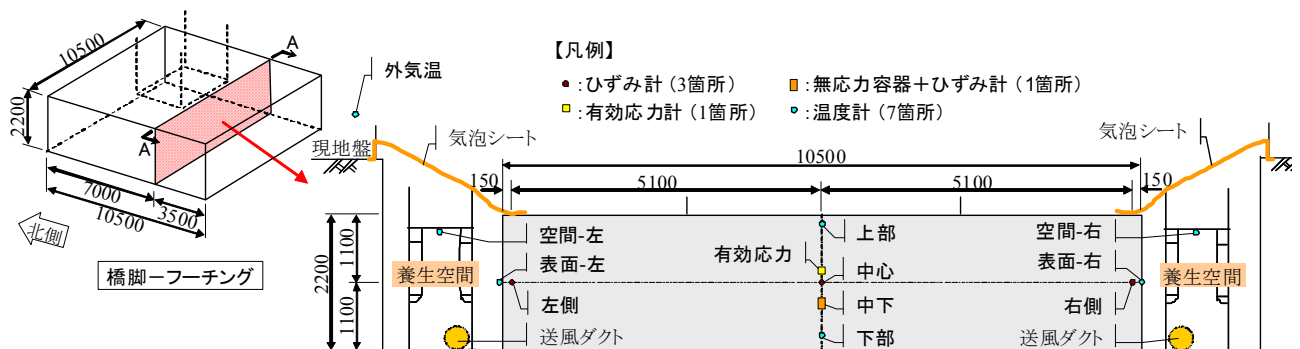 10500
2200
7000
3500
10500
A
A
北側
橋脚－フーチング
外気温
【凡例】
：ひずみ計（3箇所）
：無応力容器＋ひずみ計（1箇所）
：有効応力計（1箇所）
：温度計（7箇所）
現地盤
気泡シート
気泡シート
10500
150
5100
5100
150
2200
1100
1100
空間-左
表面-左
左側
養生空間
送風ダクト
有効応力
上部
中心
中下
下部
空間-右
表面-右
右側
養生空間
送風ダクト